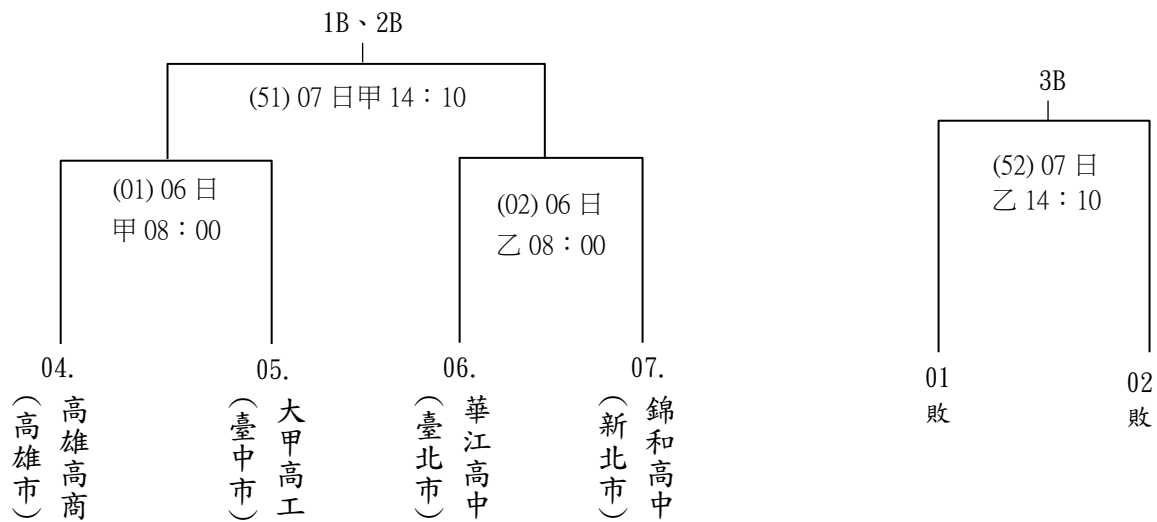 1B、2B
(51) 07 日甲 14：10
(01) 06 日
甲 08：00
(02) 06 日
乙 08：00
04.
高雄高商
（高雄市）
05.
大甲高工
（臺中市）
06.
華江高中
（臺北市）
07.
錦和高中
（新北市）
3B
(52) 07 日
乙 14：10
01
敗
02
敗